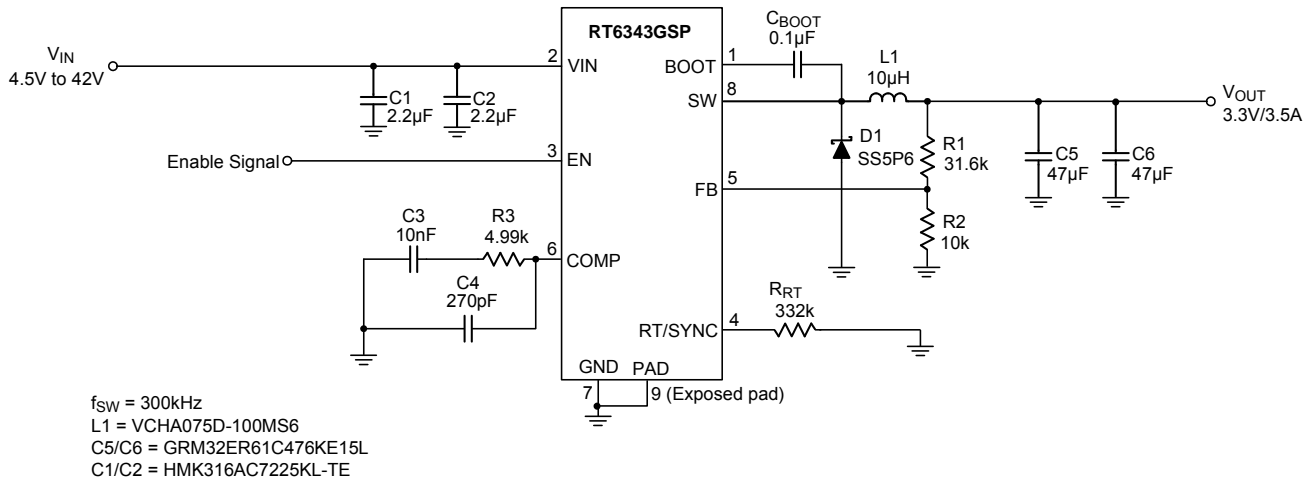 RT6343GSP
V_IN
4.5V to 42V
2
VIN
C1
2.2µF
C2
2.2µF
Enable Signal
3
EN
C3
10nF
R3
4.99k
6
COMP
C4
270pF
GND
7
PAD
9 (Exposed pad)
BOOT
1
C_BOOT
0.1µF
SW
8
L1
10µH
D1
SS5P6
R1
31.6k
FB
5
R2
10k
C5
47µF
C6
47µF
V_OUT
3.3V/3.5A
RT/SYNC
4
R_RT
332k
f_SW = 300kHz
L1 = VCHA075D-100MS6
C5/C6 = GRM32ER61C476KE15L
C1/C2 = HMK316AC7225KL-TE